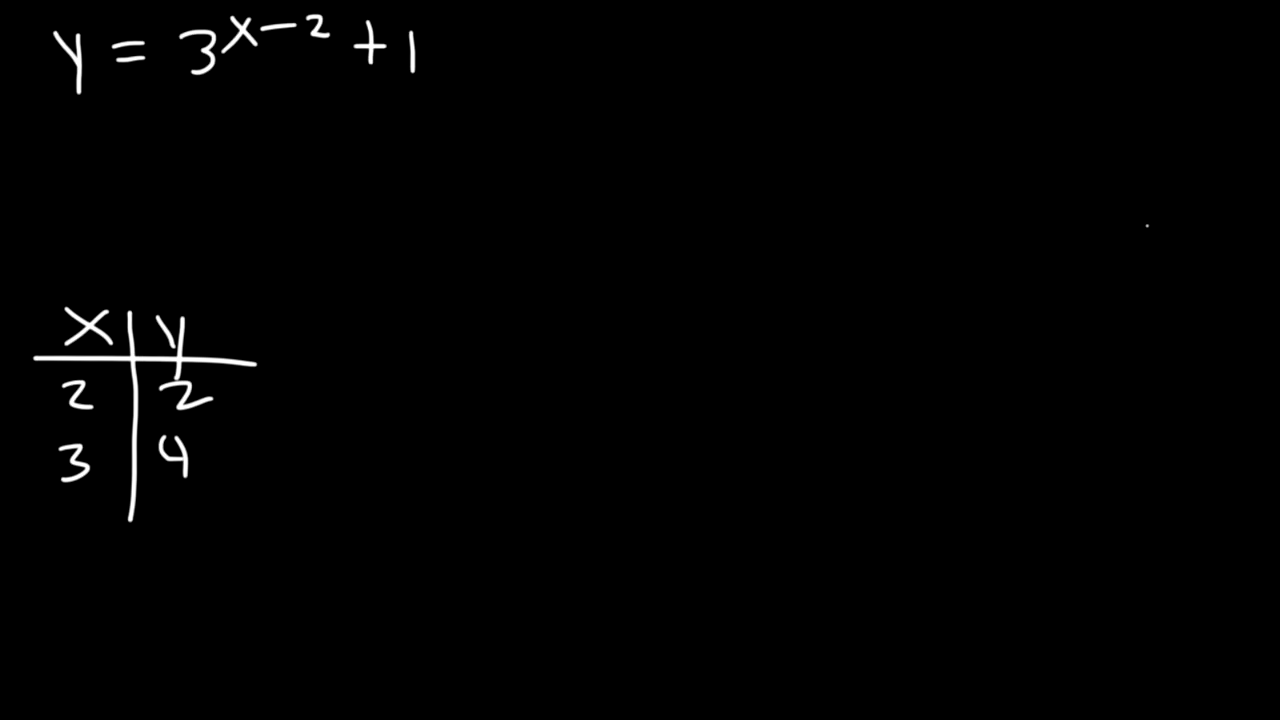 y = 3^{x-2} + 1
x | y
2 | 2
3 | 4